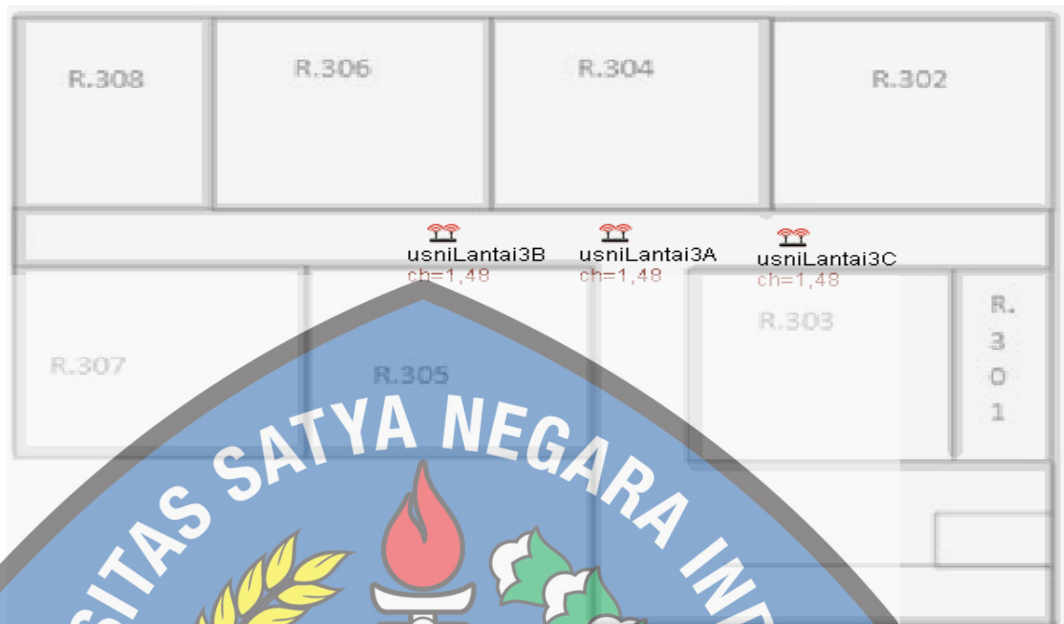 R.308
R.306
R.304
R.302
usniLantai3B
ch=1,48
usniLantai3A
ch=1,48
usniLantai3C
ch=1,48
R.307
R.305
R.303
R.
3
0
1
SITAS SATYA NEGARA IND